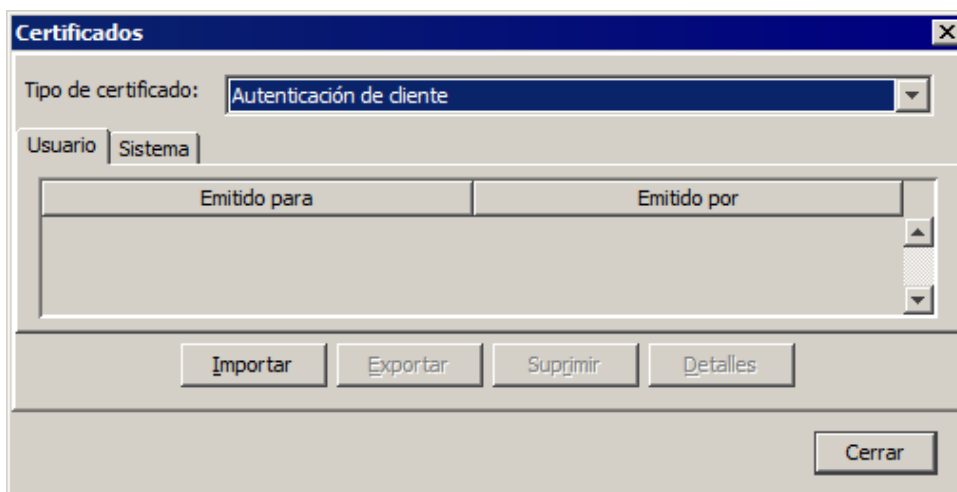 Certificados
Tipo de certificado: Autenticación de cliente
Usuario Sistema
Emitido para Emitido por
Importar Exportar Suprimir Detalles
Cerrar